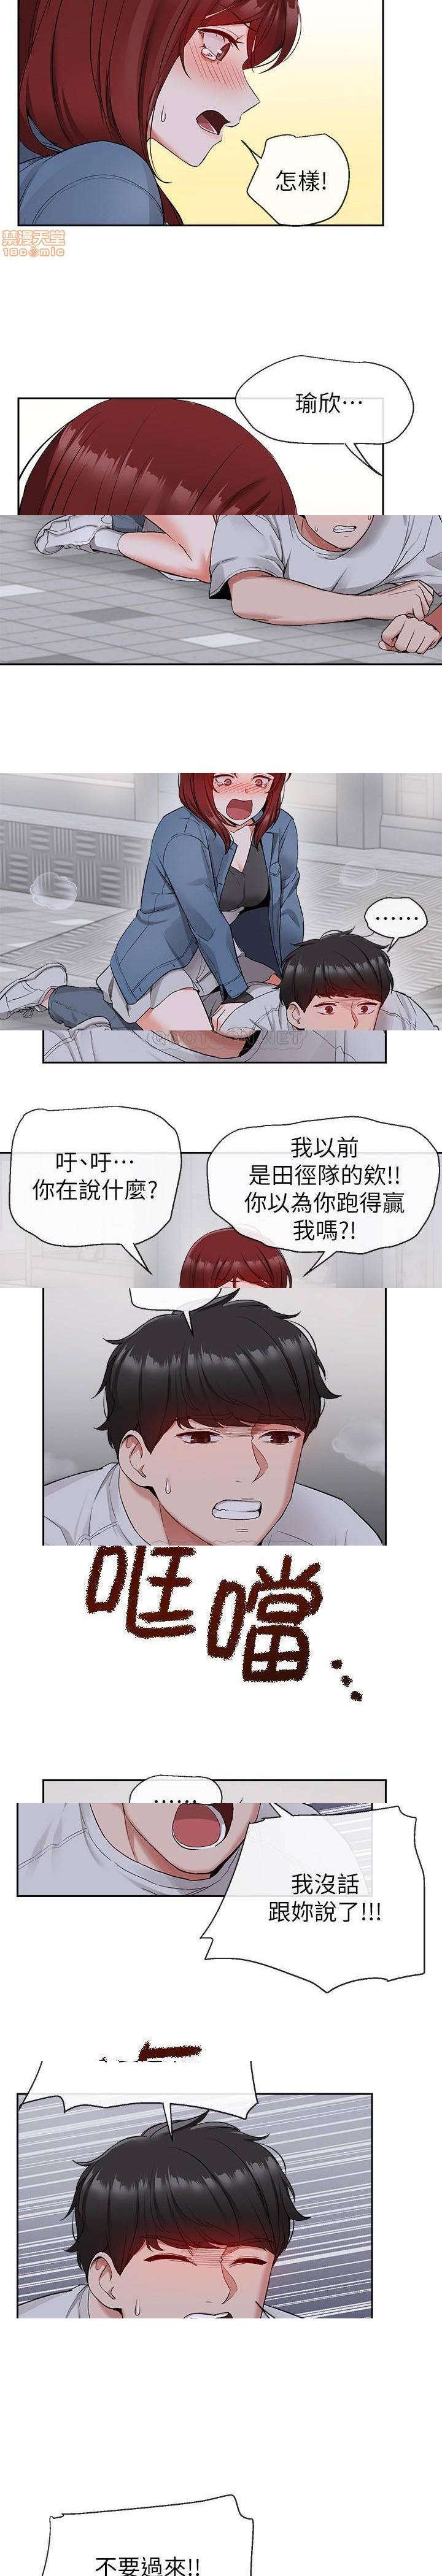 怎樣!
禁漫天堂
18comic
瑜欣…
……
我以前
是田徑隊的欸!!
你以為你跑得贏
我嗎?!
吁、吁…
你在說什麼?
哐噹…
……
我沒話
跟妳說了!!!
不要過來!!